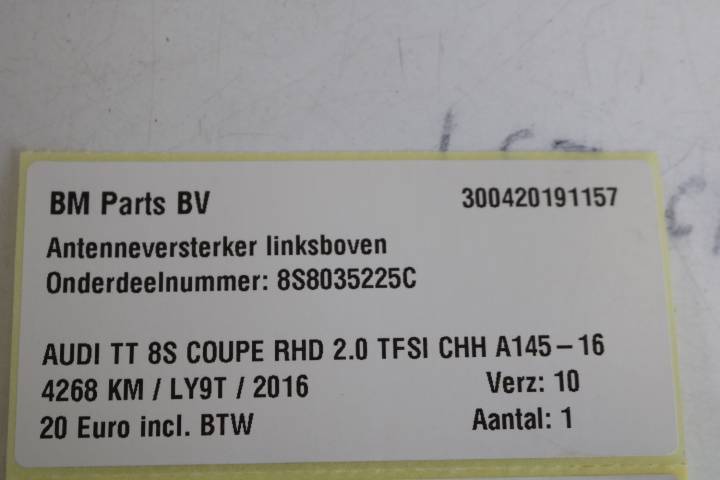 BM Parts BV 300420191157
Antenneversterker linksboven
Onderdeelnummer: 8S8035225C
AUDI TT 8S COUPE RHD 2.0 TFSI CHH A145-16
4268 KM / LY9T / 2016 Verz: 10
20 Euro incl. BTW Aantal: 1